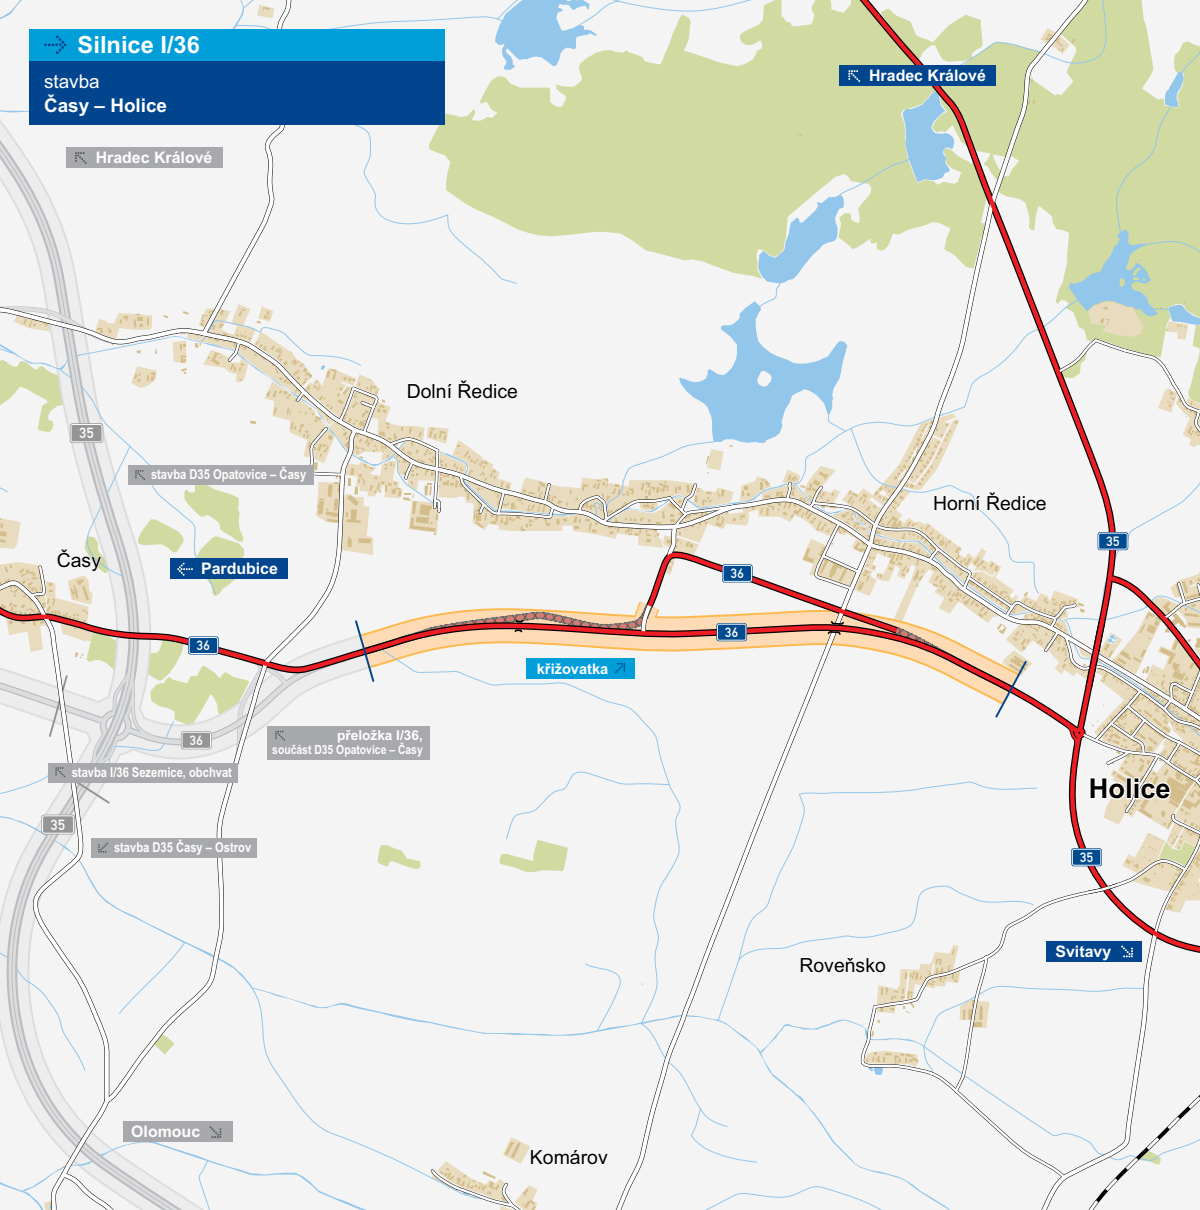 Silnice I/36
stavba
Časy – Holice
Hradec Králové
Hradec Králové
Dolní Ředice
35
stavba D35 Opatovice – Časy
Horní Ředice
35
Časy
Pardubice
36
36
36
křižovatka
36
přeložka I/36,
součást D35 Opatovice – Časy
stavba I/36 Sezemice, obchvat
Holice
35
stavba D35 Časy – Ostrov
35
Svitavy
Roveňsko
Olomouc
Komárov